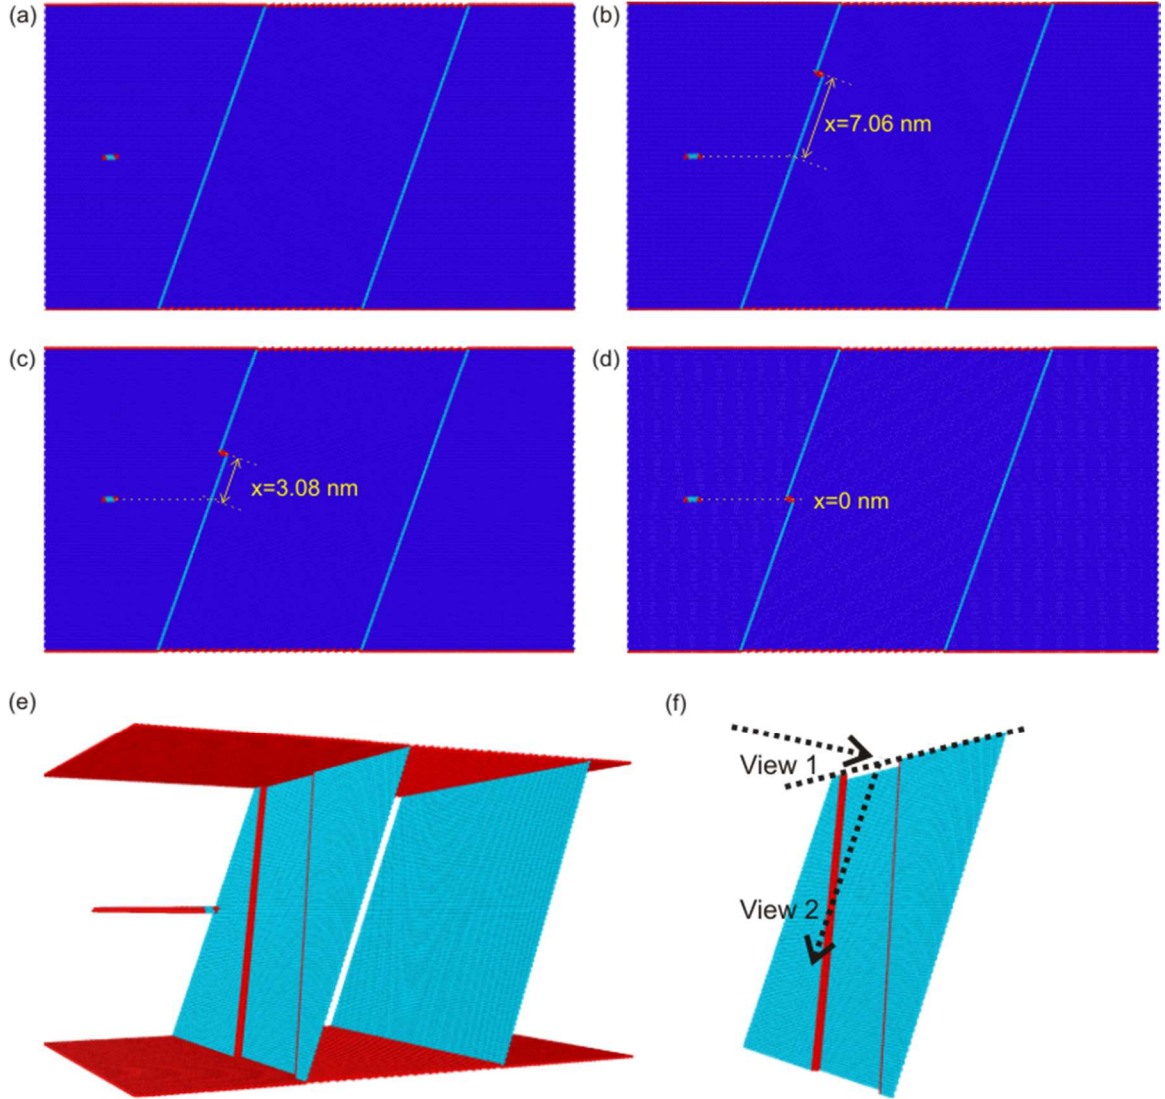 (a)
(b)
x=7.06 nm
(c)
x=3.08 nm
(d)
x=0 nm
(e)
(f)
View 1
View 2